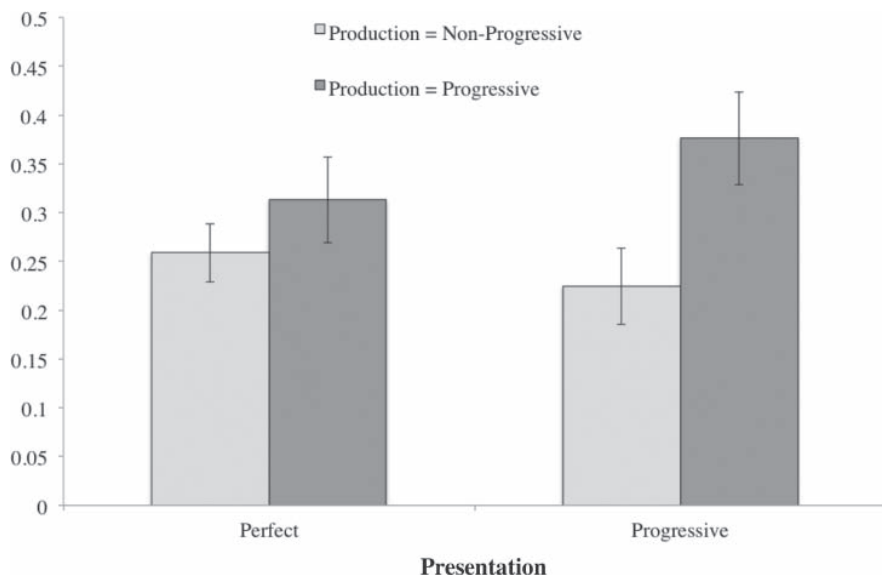 0.5
0.45
0.4
0.35
0.3
0.25
0.2
0.15
0.1
0.05
0
Production = Non-Progressive
Production = Progressive
Perfect
Progressive
Presentation